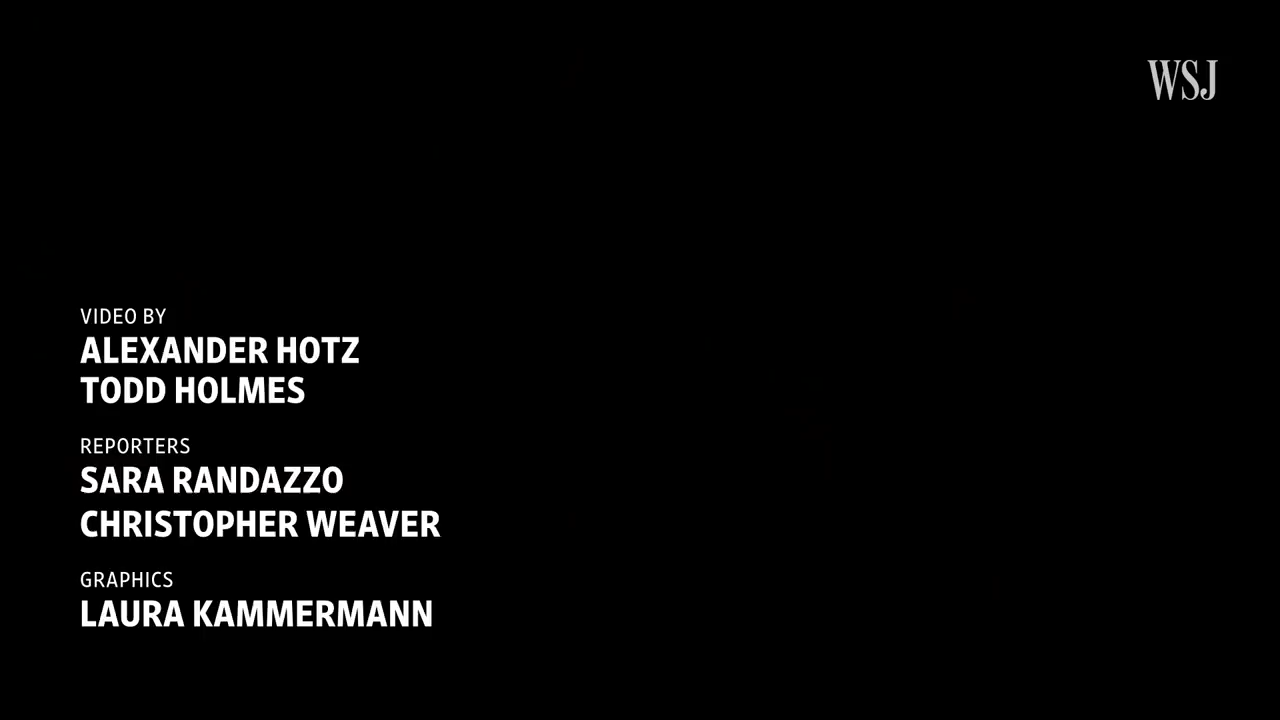 WSJ
VIDEO BY
ALEXANDER HOTZ
TODD HOLMES
REPORTERS
SARA RANDAZZO
CHRISTOPHER WEAVER
GRAPHICS
LAURA KAMMERMANN